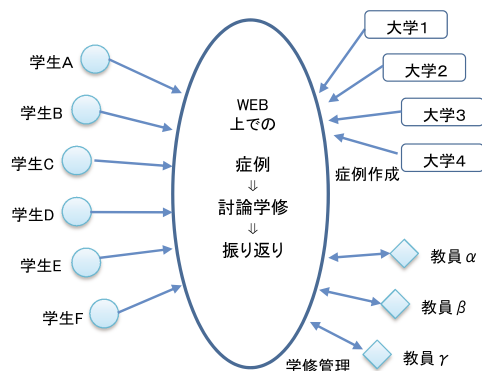 学生A
学生B
学生C
学生D
学生E
学生F
WEB
上での
症例
⇓
討論学修
⇓
振り返り
大学1
大学2
大学3
大学4
症例作成
教員α
教員β
教員γ
学修管理